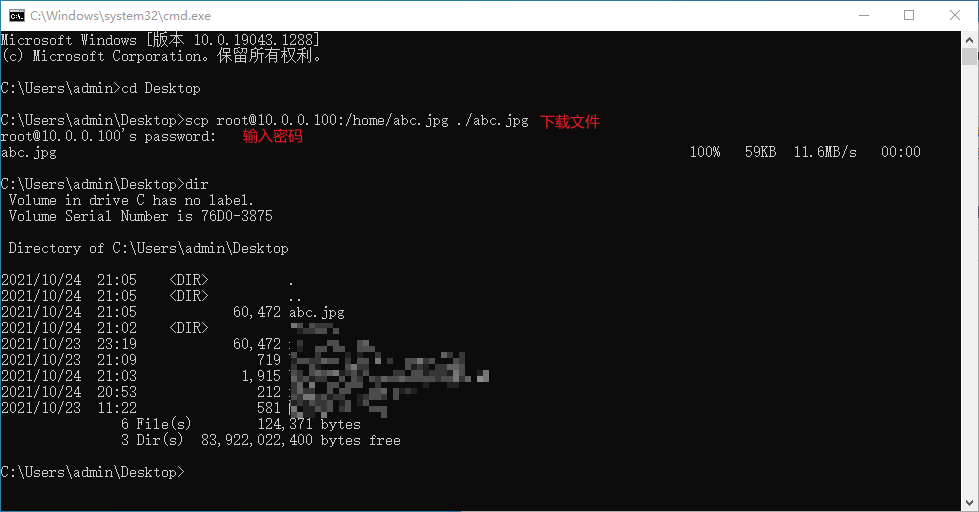 C:\Windows\system32\cmd.exe
Microsoft Windows [版本 10.0.19043.1288]
(c) Microsoft Corporation。保留所有权利。
C:\Users\admin>cd Desktop
C:\Users\admin\Desktop>scp root@10.0.0.100:/home/abc.jpg ./abc.jpg 下载文件
root@10.0.0.100's password: 输入密码
abc.jpg 100% 59KB 11.6MB/s 00:00
C:\Users\admin\Desktop>dir
Volume in drive C has no label.
Volume Serial Number is 76D0-3875
Directory of C:\Users\admin\Desktop
2021/10/24 21:05 <DIR> .
2021/10/24 21:05 <DIR> ..
2021/10/24 21:05 60,472 abc.jpg
2021/10/24 21:02 <DIR>
2021/10/23 23:19 60,472
2021/10/23 21:09 719
2021/10/24 21:03 1,915
2021/10/24 20:53 212
2021/10/23 11:22 581
6 File(s) 124,371 bytes
3 Dir(s) 83,922,022,400 bytes free
C:\Users\admin\Desktop>